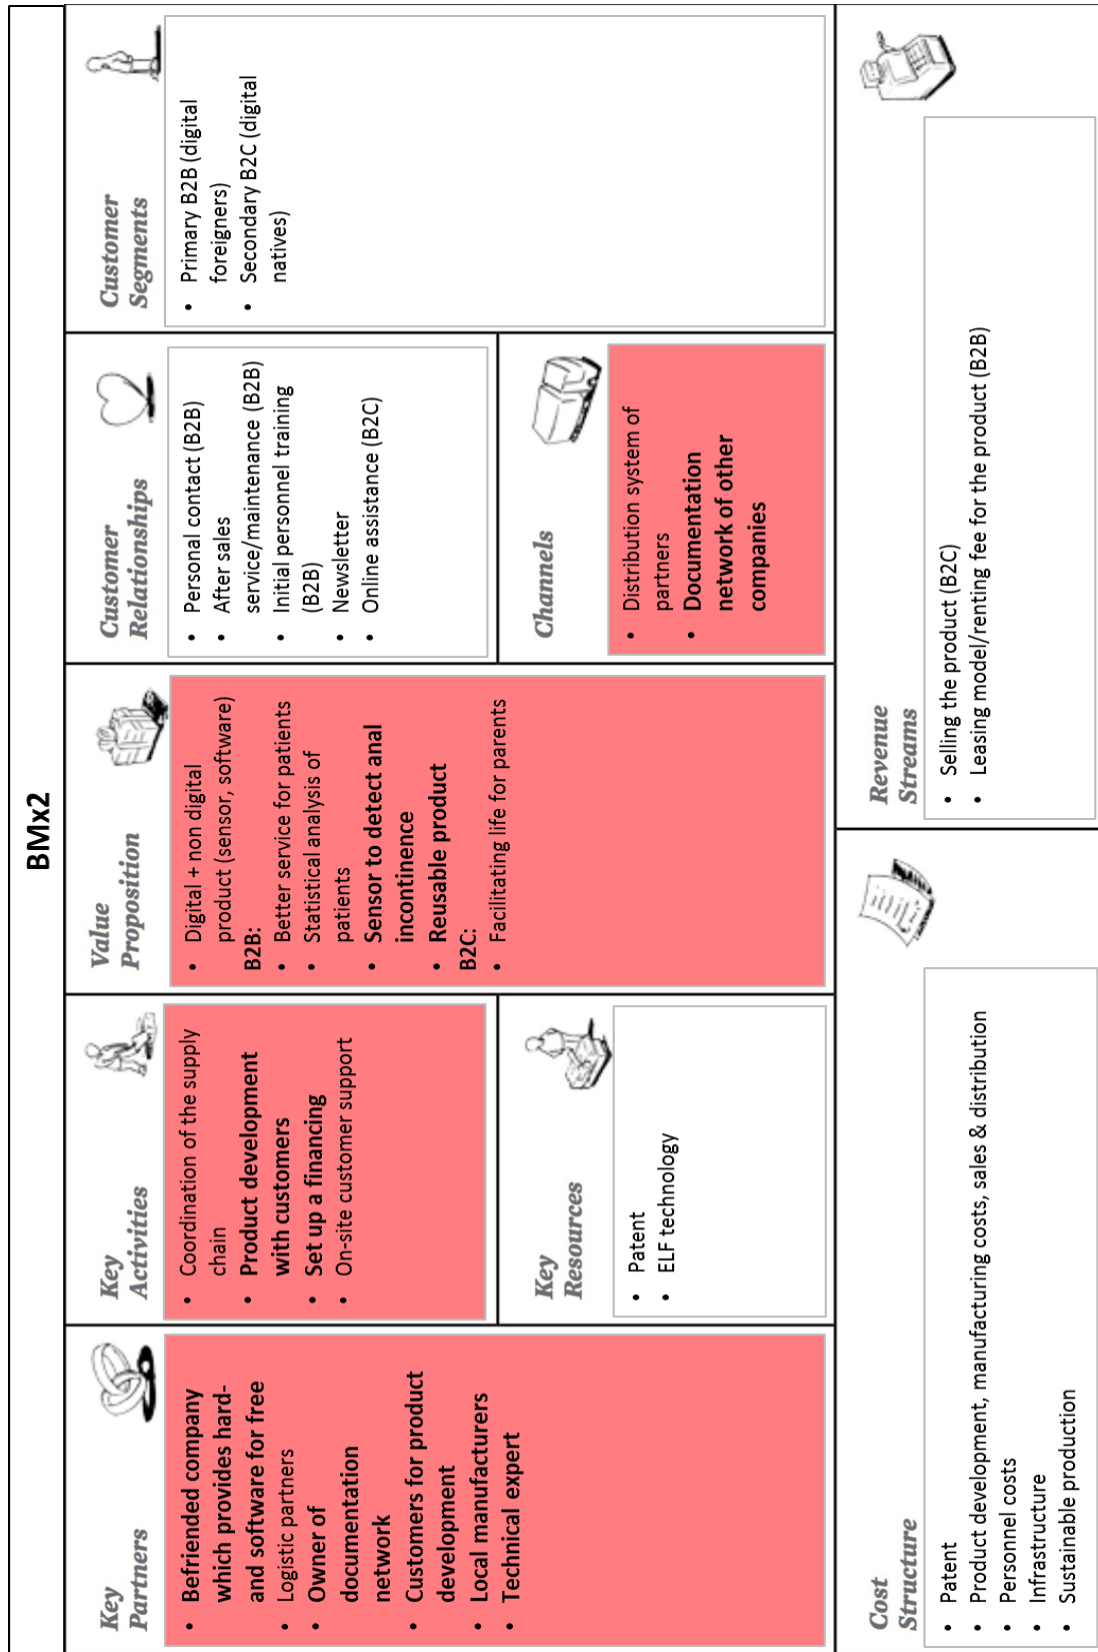 BMx2
Key
Partners
• Befriended company
which provides hard-
and software for free
• Logistic partners
• Owner of
documentation
network
• Customers for product
development
• Local manufacturers
• Technical expert
Key
Activities
• Coordination of the supply
chain
• Product development
with customers
• Set up a financing
• On-site customer support
Key
Resources
• Patent
• ELF technology
Value
Proposition
• Digital + non digital
product (sensor, software)
B2B:
• Better service for patients
• Statistical analysis of
patients
• Sensor to detect anal
incontinence
• Reusable product
B2C:
• Facilitating life for parents
Customer
Relationships
• Personal contact (B2B)
• After sales
service/maintenance (B2B)
• Initial personnel training
(B2B)
• Newsletter
• Online assistance (B2C)
Channels
• Distribution system of
partners
• Documentation
network of other
companies
Customer
Segments
• Primary B2B (digital
foreigners)
• Secondary B2C (digital
natives)
Cost
Structure
• Patent
• Product development, manufacturing costs, sales & distribution
• Personnel costs
• Infrastructure
• Sustainable production
Revenue
Streams
• Selling the product (B2C)
• Leasing model/renting fee for the product (B2B)